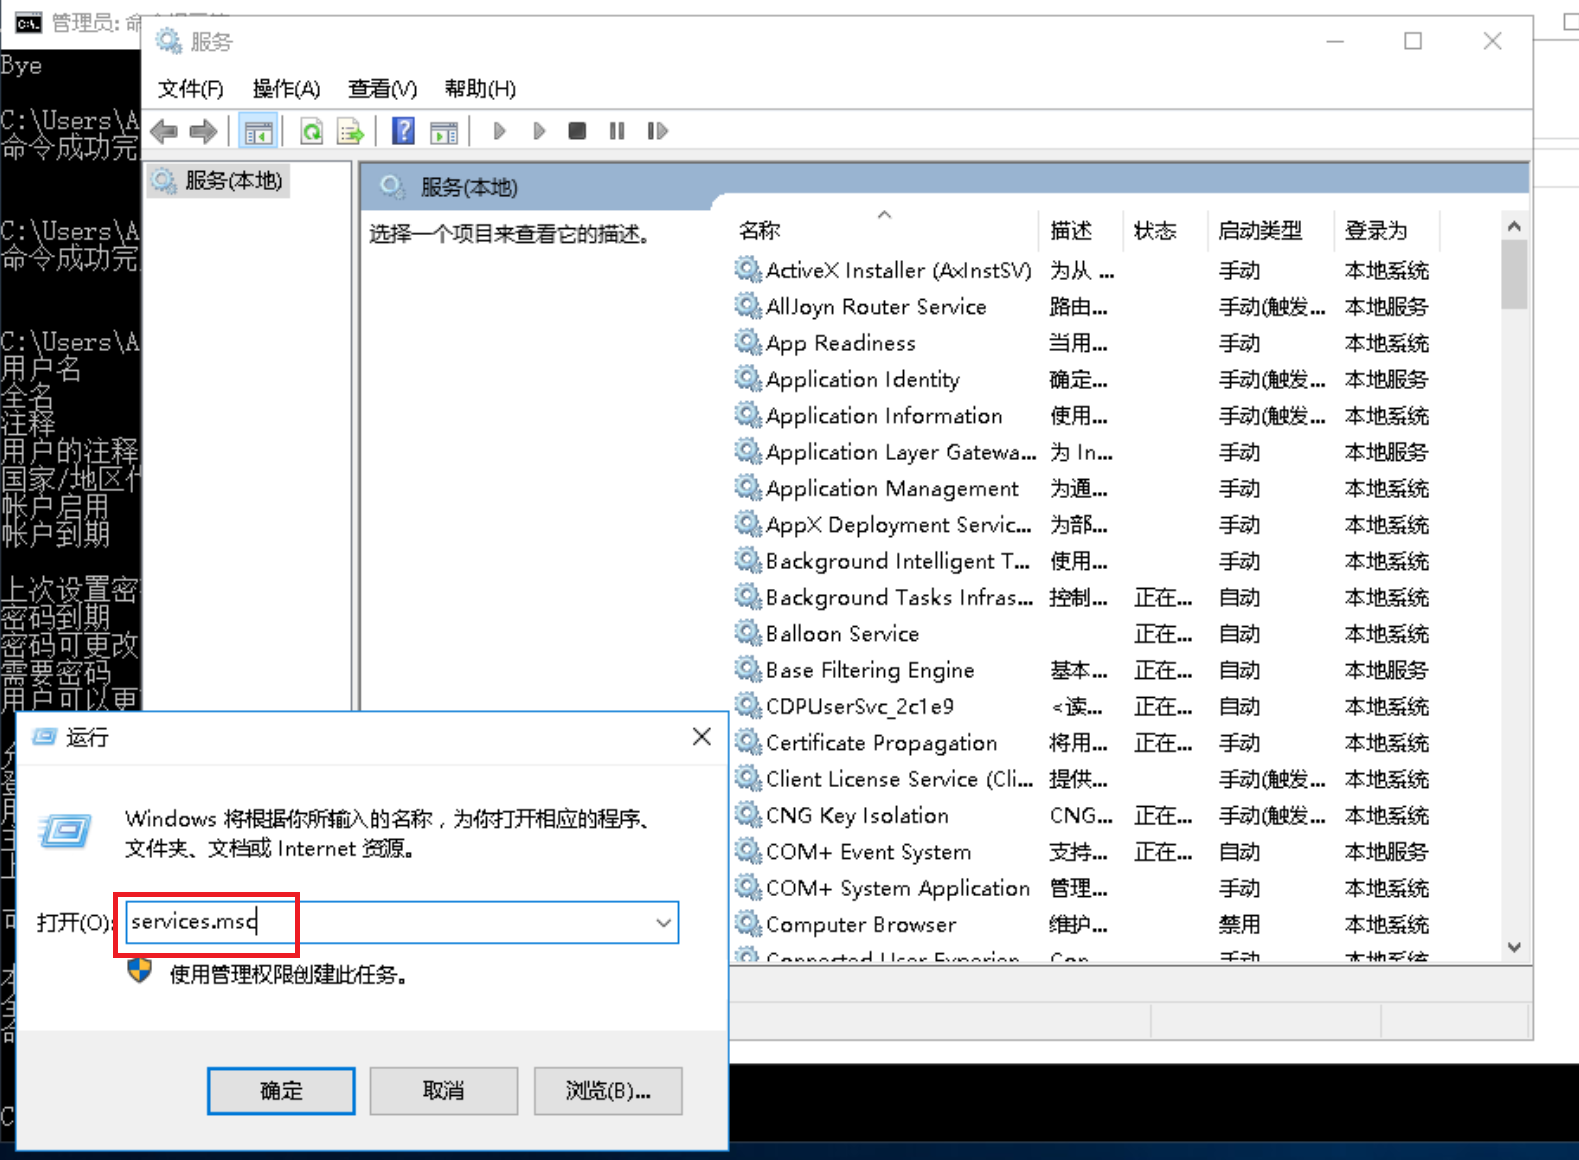 管理员: 命
Bye
C:\Users\A
命令成功完
C:\Users\A
命令成功完
C:\Users\A
用户名
全名
注释
用户的注释
国家/地区代
帐户启用
帐户到期
上次设置密
密码到期
密码可更改
需要密码
用户可以更
服务
文件(F) 操作(A) 查看(V) 帮助(H)
服务(本地)
服务(本地)
选择一个项目来查看它的描述。
名称 描述 状态 启动类型 登录为
ActiveX Installer (AxInstSV) 为从 ... 手动 本地系统
AllJoyn Router Service 路由... 手动(触发... 本地服务
App Readiness 当用... 手动 本地系统
Application Identity 确定... 手动(触发... 本地服务
Application Information 使用... 手动(触发... 本地系统
Application Layer Gatewa... 为 In... 手动 本地服务
Application Management 为通... 手动 本地系统
AppX Deployment Servic... 为部... 手动 本地系统
Background Intelligent T... 使用... 手动 本地系统
Background Tasks Infras... 控制... 正在... 自动 本地系统
Balloon Service 正在... 自动 本地系统
Base Filtering Engine 基本... 正在... 自动 本地服务
CDPUserSvc_2c1e9 <读... 正在... 自动 本地系统
Certificate Propagation 将用... 正在... 手动 本地系统
Client License Service (Cli... 提供... 手动(触发... 本地系统
CNG Key Isolation CNG... 正在... 手动(触发... 本地系统
COM+ Event System 支持... 正在... 自动 本地服务
COM+ System Application 管理... 手动 本地系统
Computer Browser 维护... 禁用 本地系统
Connected User Experien... Con... 手动 本地系统
运行
Windows 将根据你所输入的名称，为你打开相应的程序、
文件夹、文档或 Internet 资源。
打开(O): services.msc
使用管理权限创建此任务。
确定 取消 浏览(B)...